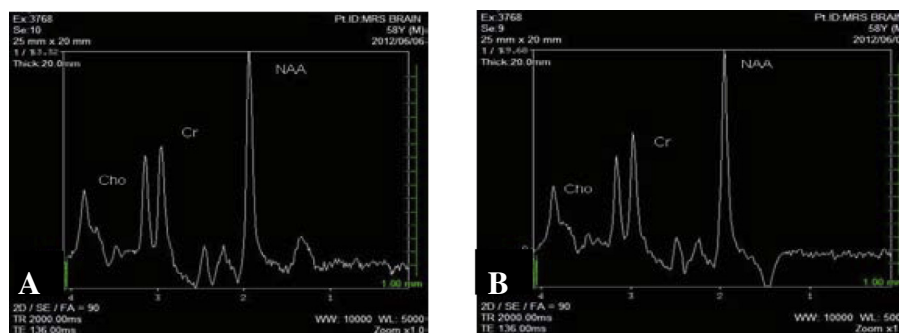 Ex:3768
Se:10
25 mm x 20 mm
Thick 20.0mm
Pt.ID:MRS BRAIN
58Y (M)
2012/06/06
NAA
Cr
Cho
A
4 3 2 1
1.00 mm
2D / SE / FA = 90
TR 2000.00ms
TE 136.00ms
WW: 10000 WL: 5000
Zoom x1.0
Ex:3768
Se:9
25 mm x 20 mm
Thick 20.0mm
Pt.ID:MRS BRAIN
58Y (M)
2012/06/0
NAA
Cr
Cho
B
4 3 2 1
1.00 mm
2D / SE / FA = 90
TR 2000.00ms
TE 136.00ms
WW: 10000 WL: 500
Zoom x1.